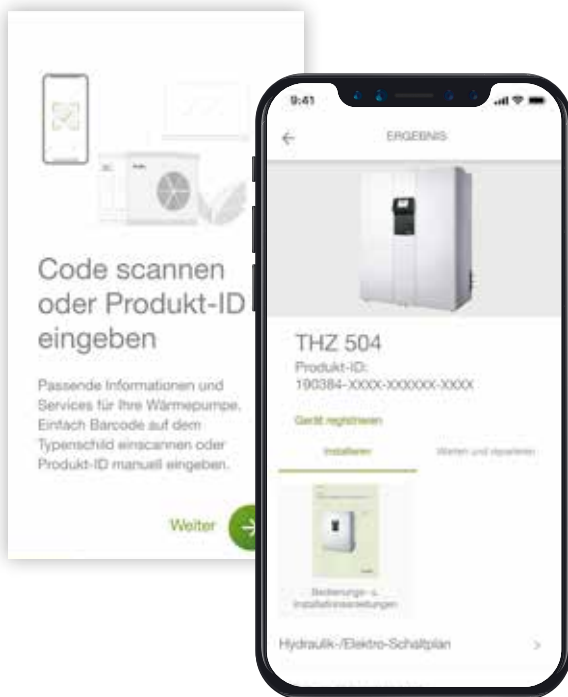 Code scannen
oder Produkt-ID
eingeben
Passende Informationen und
Services für Ihre Wärmepumpe.
Einfach Barcode auf dem
Typenschild einscannen oder
Produkt-ID manuell eingeben.
Weiter
9:41
ERGEBNIS
THZ 504
Produkt-ID:
190384-XXXX-XXXXXX-XXXX
Gerät registrieren
Installieren
Warten und reparieren
Bedienungs- u.
Installationsanleitungen
Hydraulik-/Elektro-Schaltplan